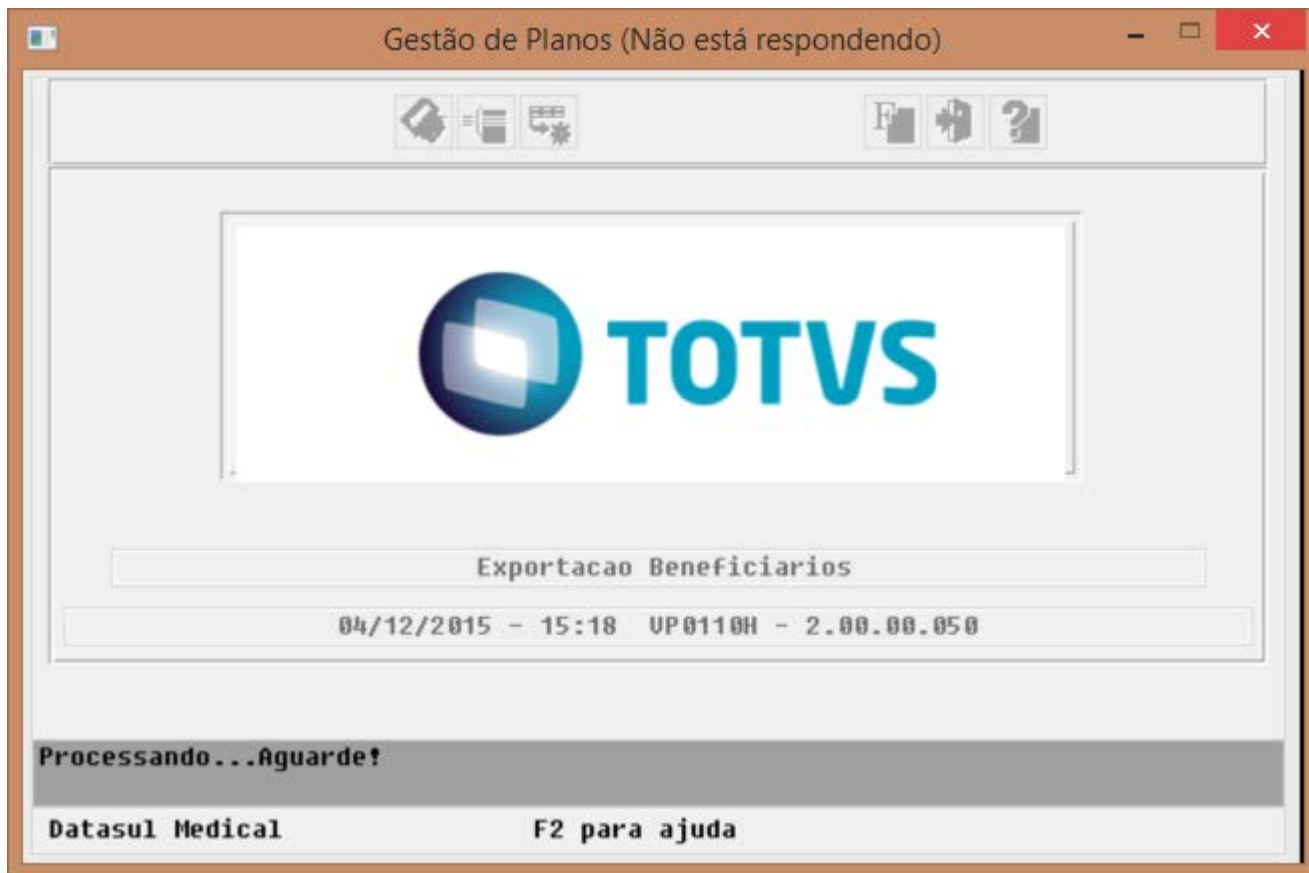 Gestão de Planos (Não está respondendo)
F
TOTVS
Exportacao Beneficiarios
04/12/2015 - 15:18 VP0110H - 2.00.00.050
Processando...Aguarde!
Datasul Medical F2 para ajuda